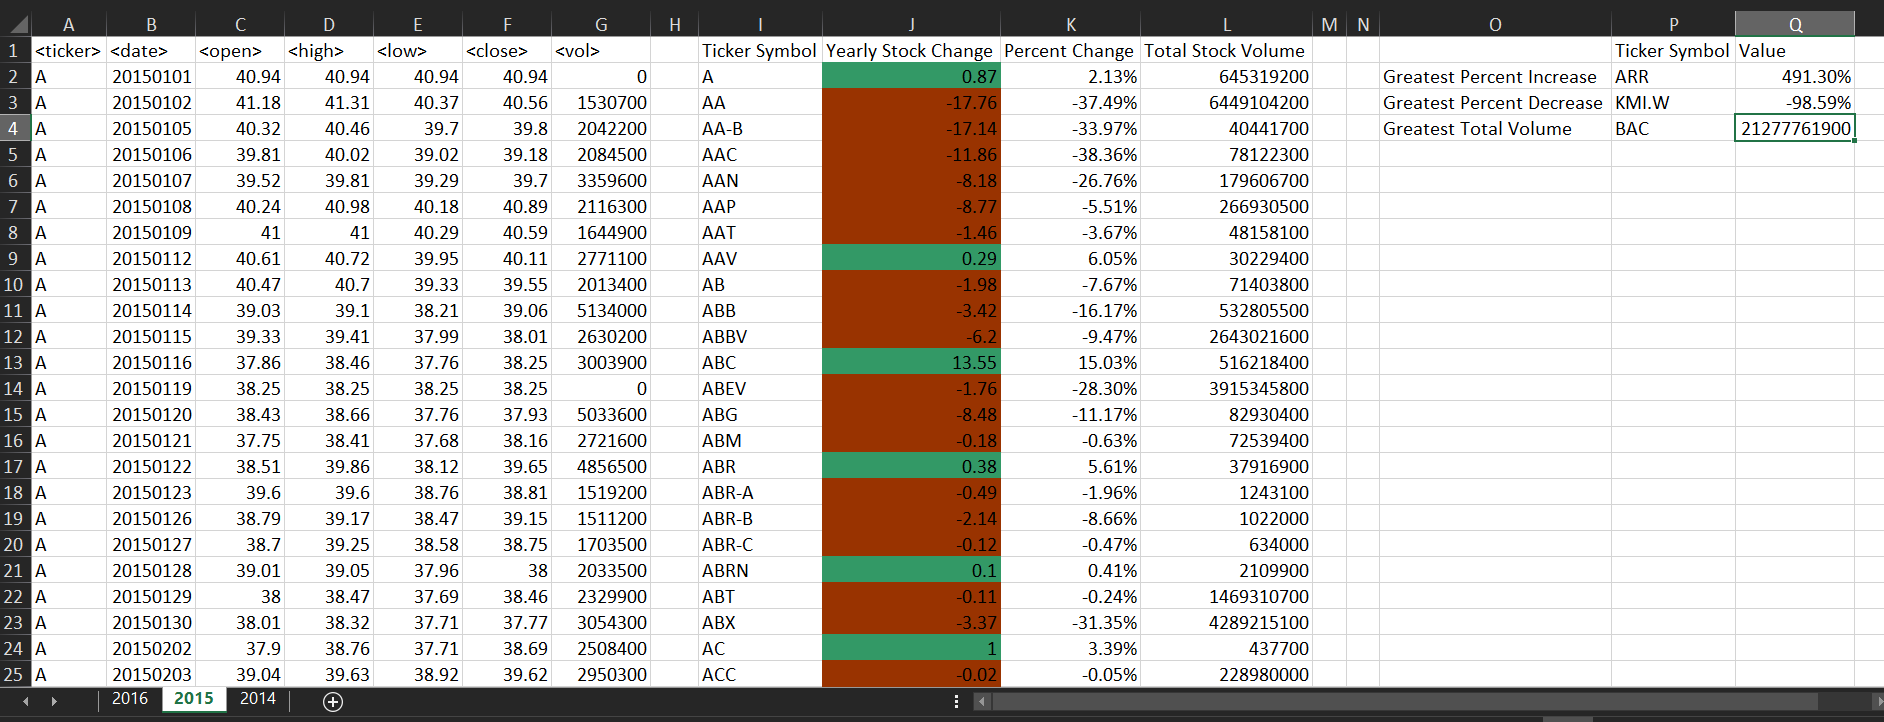 A B C D E F G H I J K L M N O P Q
1 <ticker> <date> <open> <high> <low> <close> <vol> Ticker Symbol Yearly Stock Change Percent Change Total Stock Volume Ticker Symbol Value
2 A 20150101 40.94 40.94 40.94 40.94 0 A 0.87 2.13% 645319200 Greatest Percent Increase ARR 491.30%
3 A 20150102 41.18 41.31 40.37 40.56 1530700 AA -17.76 -37.49% 6449104200 Greatest Percent Decrease KMI.W -98.59%
4 A 20150105 40.32 40.46 39.7 39.8 2042200 AA-B -17.14 -33.97% 40441700 Greatest Total Volume BAC 21277761900
5 A 20150106 39.81 40.02 39.02 39.18 2084500 AAC -11.86 -38.36% 78122300
6 A 20150107 39.52 39.81 39.29 39.7 3359600 AAN -8.18 -26.76% 179606700
7 A 20150108 40.24 40.98 40.18 40.89 2116300 AAP -8.77 -5.51% 266930500
8 A 20150109 41 41 40.29 40.59 1644900 AAT -1.46 -3.67% 48158100
9 A 20150112 40.61 40.72 39.95 40.11 2771100 AAV 0.29 6.05% 30229400
10 A 20150113 40.47 40.7 39.33 39.55 2013400 AB -1.98 -7.67% 71403800
11 A 20150114 39.03 39.1 38.21 39.06 5134000 ABB -3.42 -16.17% 532805500
12 A 20150115 39.33 39.41 37.99 38.01 2630200 ABBV -6.2 -9.47% 2643021600
13 A 20150116 37.86 38.46 37.76 38.25 3003900 ABC 13.55 15.03% 516218400
14 A 20150119 38.25 38.25 38.25 38.25 0 ABEV -1.76 -28.30% 3915345800
15 A 20150120 38.43 38.66 37.76 37.93 5033600 ABG -8.48 -11.17% 82930400
16 A 20150121 37.75 38.41 37.68 38.16 2721600 ABM -0.18 -0.63% 72539400
17 A 20150122 38.51 39.86 38.12 39.65 4856500 ABR 0.38 5.61% 37916900
18 A 20150123 39.6 39.6 38.76 38.81 1519200 ABR-A -0.49 -1.96% 1243100
19 A 20150126 38.79 39.17 38.47 39.15 1511200 ABR-B -2.14 -8.66% 1022000
20 A 20150127 38.7 39.25 38.58 38.75 1703500 ABR-C -0.12 -0.47% 634000
21 A 20150128 39.01 39.05 37.96 38 2033500 ABRN 0.1 0.41% 2109900
22 A 20150129 38 38.47 37.69 38.46 2329900 ABT -0.11 -0.24% 1469310700
23 A 20150130 38.01 38.32 37.71 37.77 3054300 ABX -3.37 -31.35% 4289215100
24 A 20150202 37.9 38.76 37.71 38.69 2508400 AC 1 3.39% 437700
25 A 20150203 39.04 39.63 38.92 39.62 2950300 ACC -0.02 -0.05% 228980000
2016 2015 2014